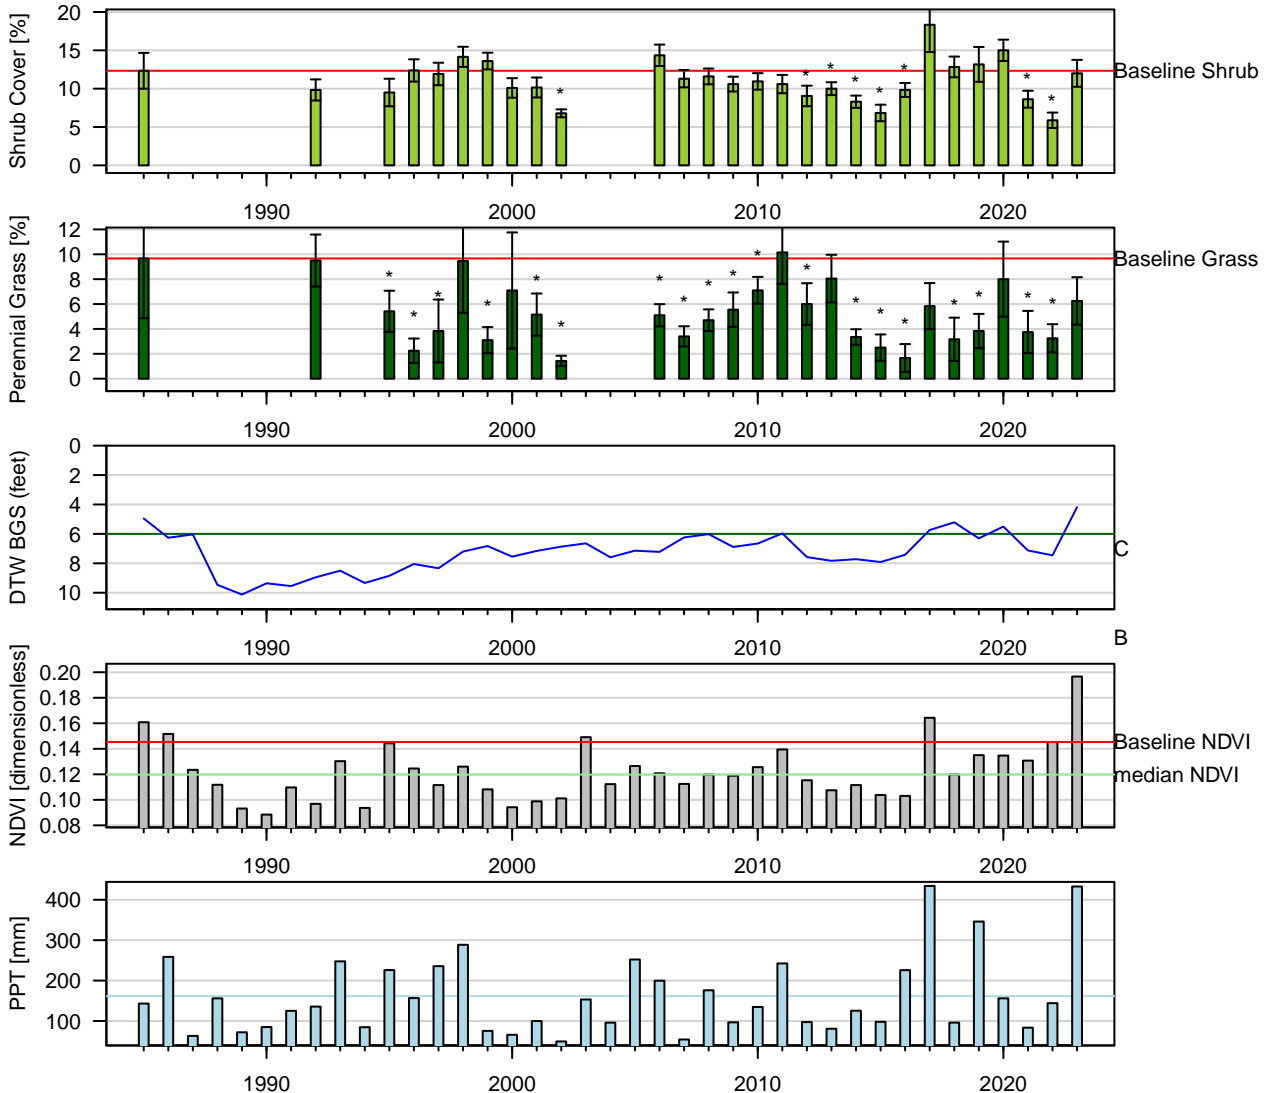 Shrub Cover [%]
20
15
10
5
0
* * * * * * * *
Baseline Shrub
1990 2000 2010 2020
Perennial Grass [%]
12
10
8
6
4
2
0
* * * * * * * * * * * * * * * * * * *
Baseline Grass
1990 2000 2010 2020
DTW BGS (feet)
0
2
4
6
8
10
C
1990 2000 2010 2020
B
NDVI [dimensionless]
0.20
0.18
0.16
0.14
0.12
0.10
0.08
Baseline NDVI
median NDVI
1990 2000 2010 2020
PPT [mm]
400
300
200
100
1990 2000 2010 2020